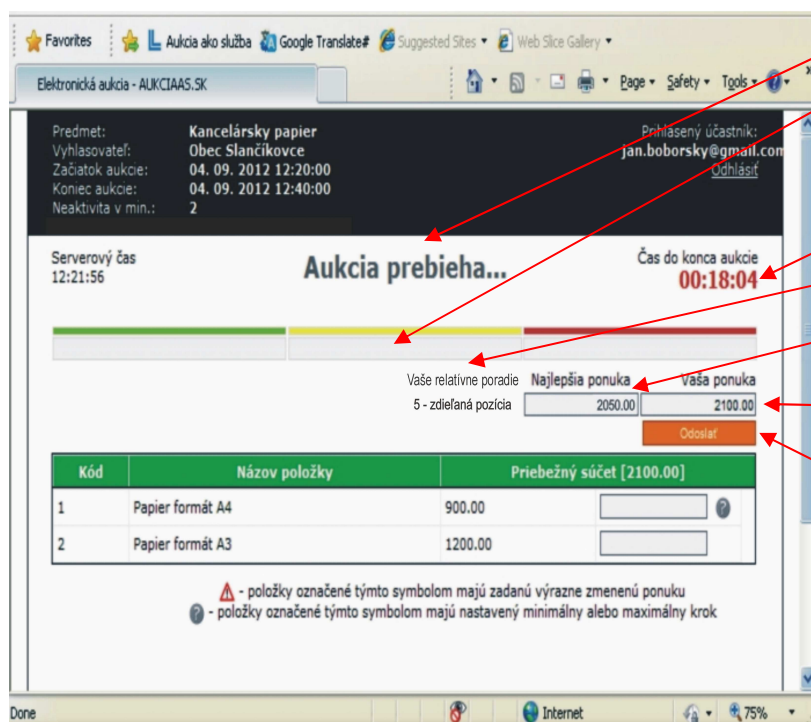 Favorites Aukcia ako služba Google Translate# Suggested Sites Web Slice Gallery
Elektronická aukcia - AUKCIAAS.SK Page Safety Tools
Predmet: Kancelársky papier Prihlásený účastník:
Vyhlasovateľ: Obec Slančíkovce jan.boborsky@gmail.com
Začiatok aukcie: 04. 09. 2012 12:20:00 Odhlásiť
Koniec aukcie: 04. 09. 2012 12:40:00
Neaktivita v min.: 2
Serverový čas Aukcia prebieha... Čas do konca aukcie
12:21:56 00:18:04
Vaše relatívne poradie Najlepšia ponuka Vaša ponuka
5 - zdieľaná pozícia 2050.00 2100.00
Odoslať
Kód Názov položky Priebežný súčet [2100.00]
1 Papier formát A4 900.00
2 Papier formát A3 1200.00
- položky označené týmto symbolom majú zadanú výrazne zmenenú ponuku
- položky označené týmto symbolom majú nastavený minimálny alebo maximálny krok
Done Internet 75%